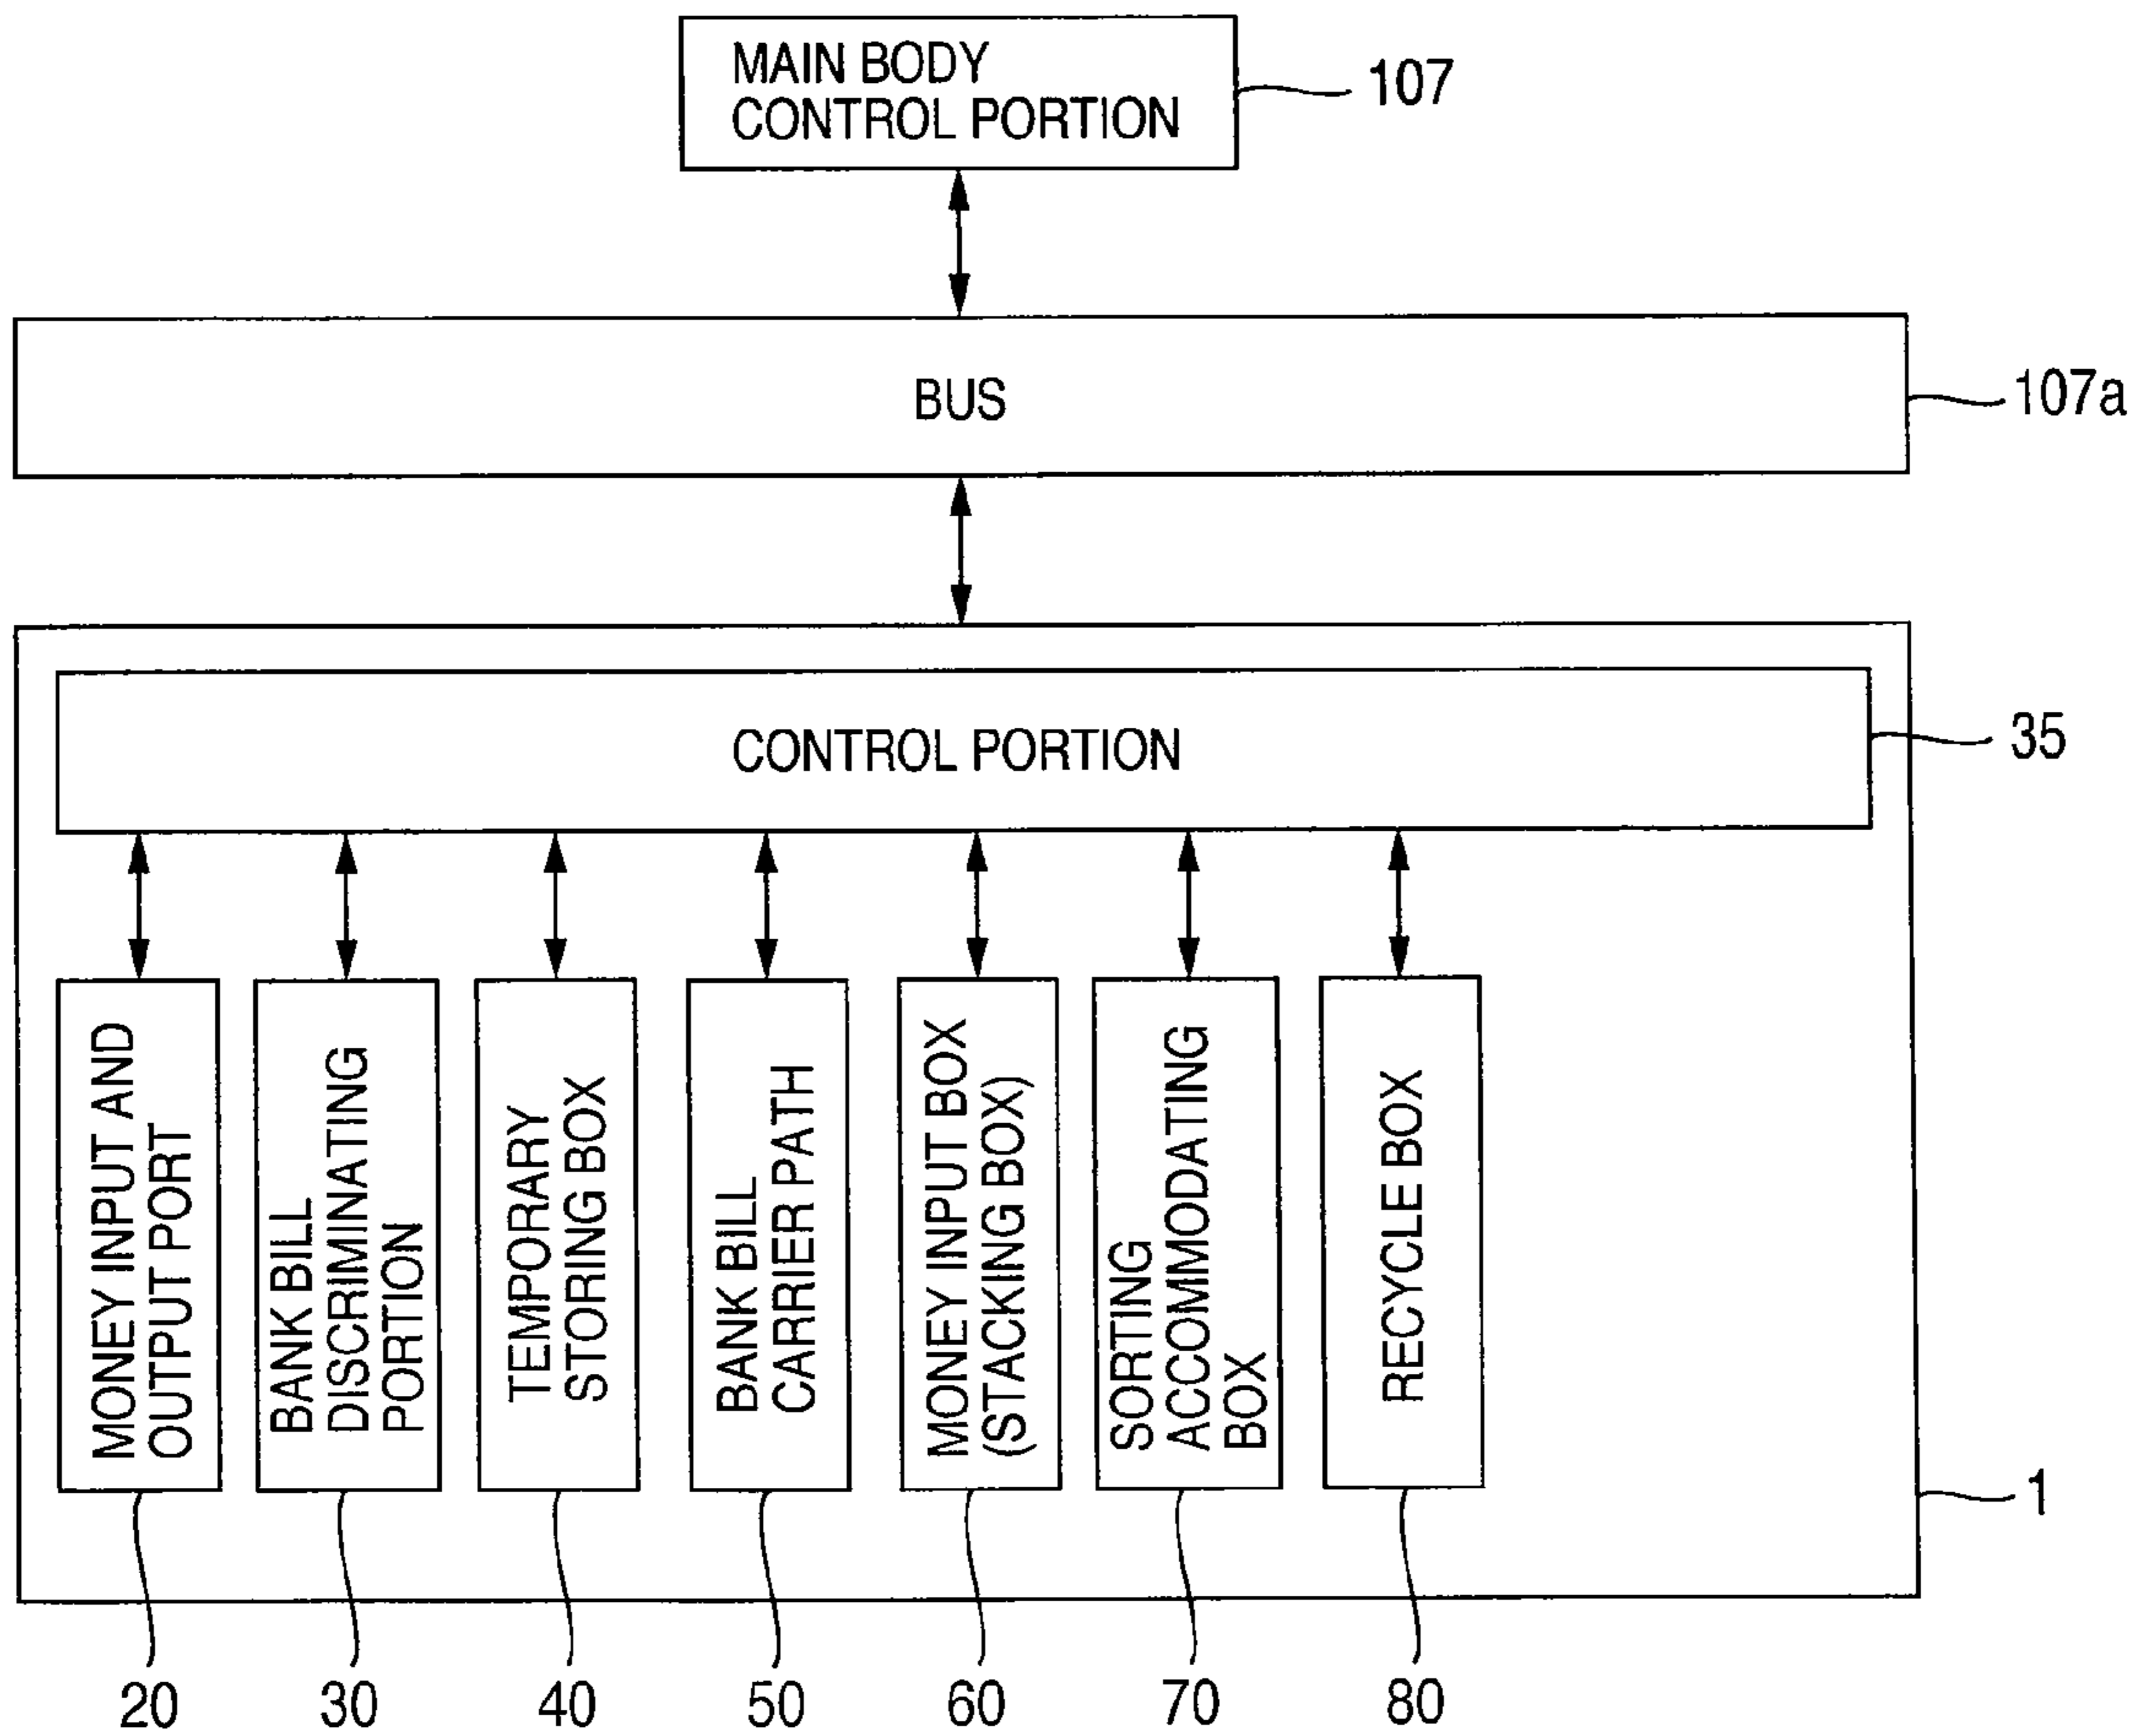 MAIN BODY
CONTROL PORTION
107
BUS
107a
CONTROL PORTION
35
MONEY INPUT AND
OUTPUT PORT
BANK BILL
DISCRIMINATING
PORTION
TEMPORARY
STORING BOX
BANK BILL
CARRIER PATH
MONEY INPUT BOX
(STACKING BOX)
SORTING
ACCOMMODATING
BOX
RECYCLE BOX
1
20
30
40
50
60
70
80